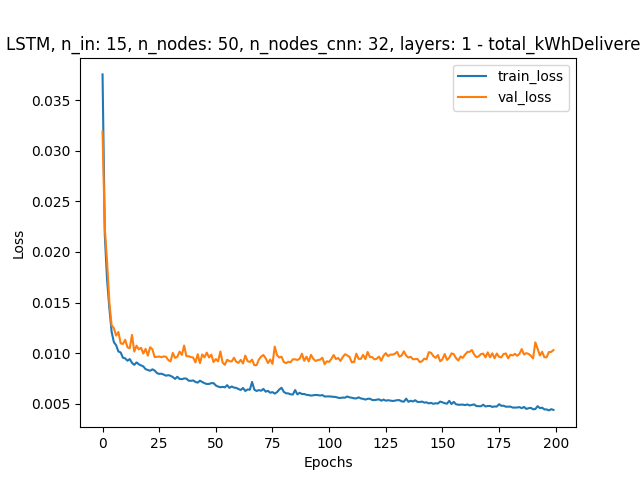 LSTM, n_in: 15, n_nodes: 50, n_nodes_cnn: 32, layers: 1 - total_kWhDelivere
train_loss
val_loss
0.035
0.030
0.025
0.020
0.015
0.010
0.005
Loss
0 25 50 75 100 125 150 175 200
Epochs